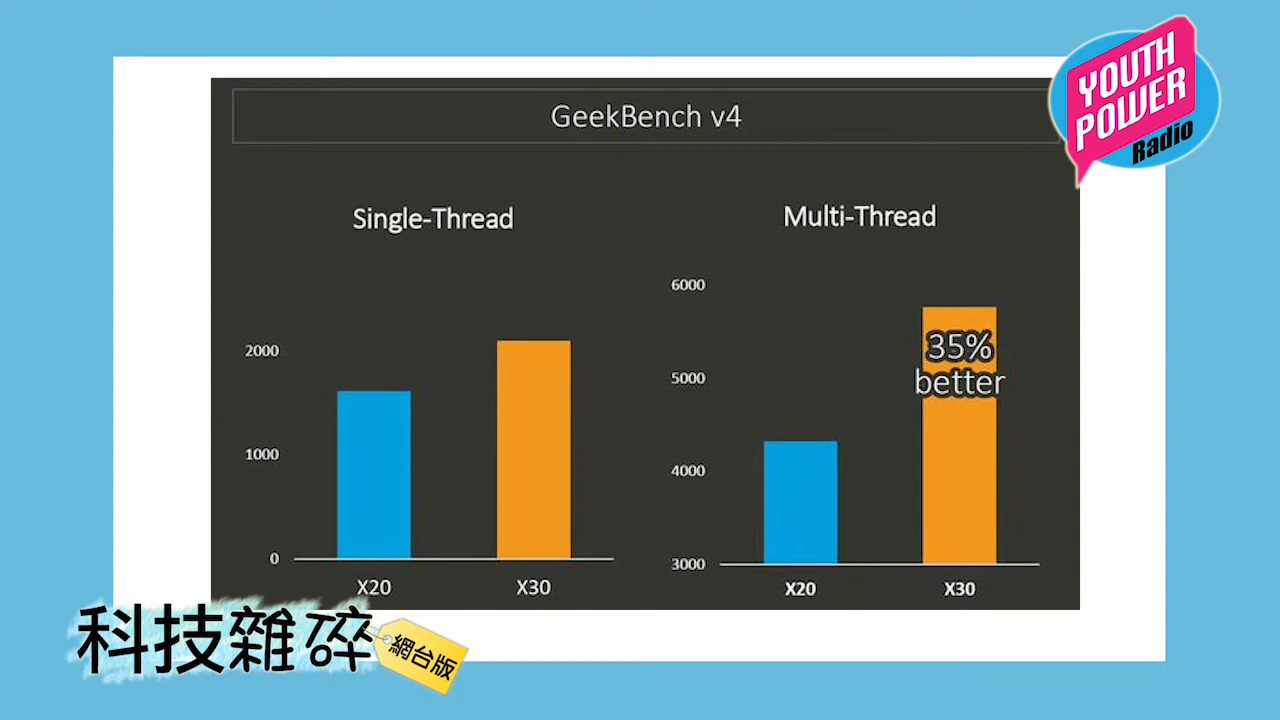 YOUTH
POWER
Radio
GeekBench v4
Single-Thread
Multi-Thread
2000
1000
0
X20
X30
6000
5000
4000
3000
35%
better
X20
X30
科技雜碎
網台版